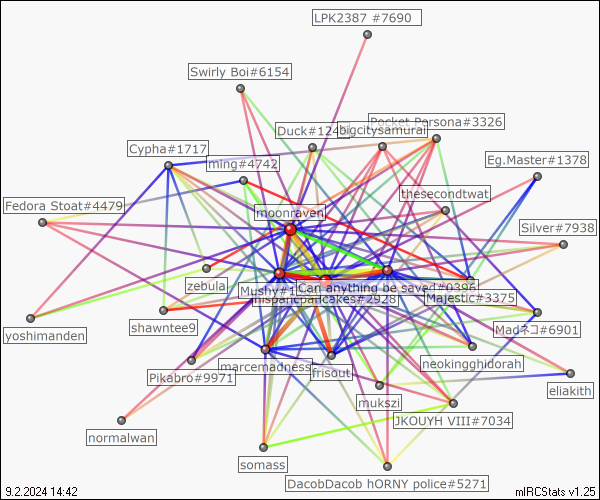 LPK2387 #7690
Swirly Boi#6154
Pocket Persona#3326
Duck#124
bigcitysamurai
Cypha#1717
ming#4742
Eg.Master#1378
thesecondtwat
Fedora Stoat#4479
moonraven
Silver#7938
zebula
Mushy#1
Can anything be saved#0396
hispanicpancakes#2928
Majestic#3375
yoshimanden
shawntee9
Madネコ#6901
marcemadness
frisout
neokingghidorah
Pikabro#9971
mukszi
eliakith
JKOUYH VIII#7034
normalwan
somass
DacobDacob hORNY police#5271
9.2.2024 14:42
mIRCStats v1.25